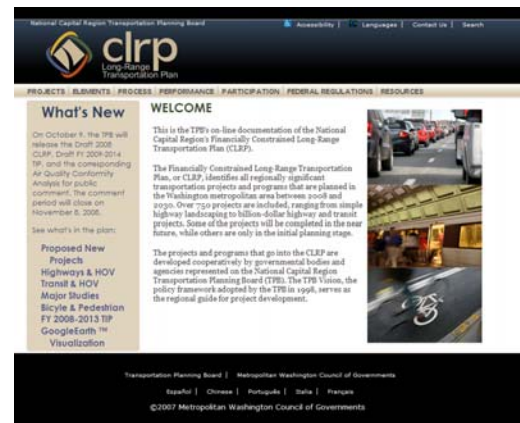 National Capital Region Transportation Planning Board
Accessibility | Languages | Contact Us | Search
clrp
Long-Range
Transportation Plan
PROJECTS ELEMENTS PROCESS PERFORMANCE PARTICIPATION FEDERAL REGULATIONS RESOURCES
What's New
On October 9, the TPB will
release the Draft 2008
CLRP, Draft FY 2009-2014
TIP, and the corresponding
Air Quality Conformity
Analysis for public
comment. The comment
period will close on
November 8, 2008.
See what's in the plan:
Proposed New
Projects
Highways & HOV
Transit & HOV
Major Studies
Bicyle & Pedestrian
FY 2008-2013 TIP
GoogleEarth ™
Visualization
WELCOME
This is the TPB's on-line documentation of the National
Capital Region's Financially Constrained Long-Range
Transportation Plan (CLRP).
The Financially Constrained Long-Range Transportation
Plan, or CLRP, identifies all regionally significant
transportation projects and programs that are planned in
the Washington metropolitan area between 2008 and
2030. Over 750 projects are included, ranging from simple
highway landscaping to billion-dollar highway and transit
projects. Some of the projects will be completed in the near
future, while others are only in the initial planning stage.
The projects and programs that go into the CLRP are
developed cooperatively by governmental bodies and
agencies represented on the National Capital Region
Transportation Planning Board (TPB). The TPB Vision, the
policy framework adopted by the TPB in 1998, serves as
the regional guide for project development.
Transportation Planning Board | Metropolitan Washington Council of Governments
Español | Chinese | Português | Italia | Français
©2007 Metropolitan Washington Council of Governments